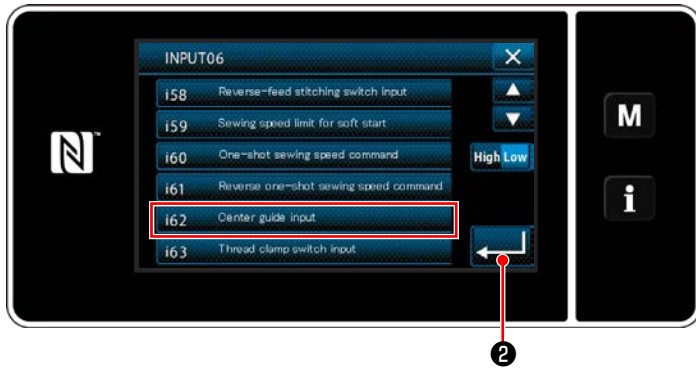 INPUT06
i58 Reverse-feed stitching switch input
i59 Sewing speed limit for soft start
i60 One-shot sewing speed command
High Low
i61 Reverse one-shot sewing speed command
i62 Center guide input
i63 Thread clamp switch input
N
M
i
❷